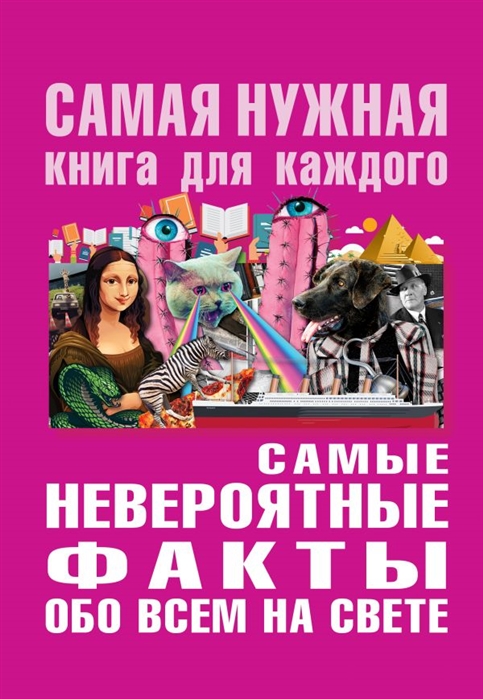 САМАЯ НУЖНАЯ
КНИГА ДЛЯ КАЖДОГО
САМЫЕ
НЕВЕРОЯТНЫЕ
ФАКТЫ
ОБО ВСЕМ НА СВЕТЕ